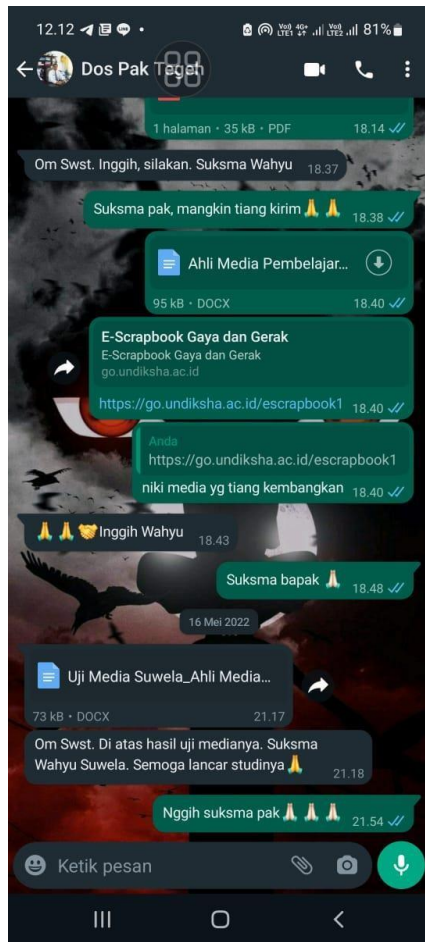 12.12
Voo) 4G+ Voo)
LTE1 LTE2 81%
Dos Pak Tegeh
1 halaman • 35 kB • PDF 18.14
Om Swst. Inggih, silakan. Suksma Wahyu 18.37
Suksma pak, mangkin tiang kirim🙏🏻 🙏🏻 18.38
Ahli Media Pembelajar...
95 kB • DOCX 18.40
E-Scrapbook Gaya dan Gerak
E-Scrapbook Gaya dan Gerak
go.undiksha.ac.id
https://go.undiksha.ac.id/escrapbook1 18.40
Anda
https://go.undiksha.ac.id/escrapbook1
niki media yg tiang kembangkan 18.40
🙏 🙏 🤝Inggih Wahyu 18.43
Suksma bapak 🙏🏻 18.48
16 Mei 2022
Uji Media Suwela_Ahli Media...
73 kB • DOCX 21.17
Om Swst. Di atas hasil uji medianya. Suksma
Wahyu Suwela. Semoga lancar studinya🙏 21.18
Nggih suksma pak🙏🏻 🙏🏻 🙏🏻 21.54
Ketik pesan